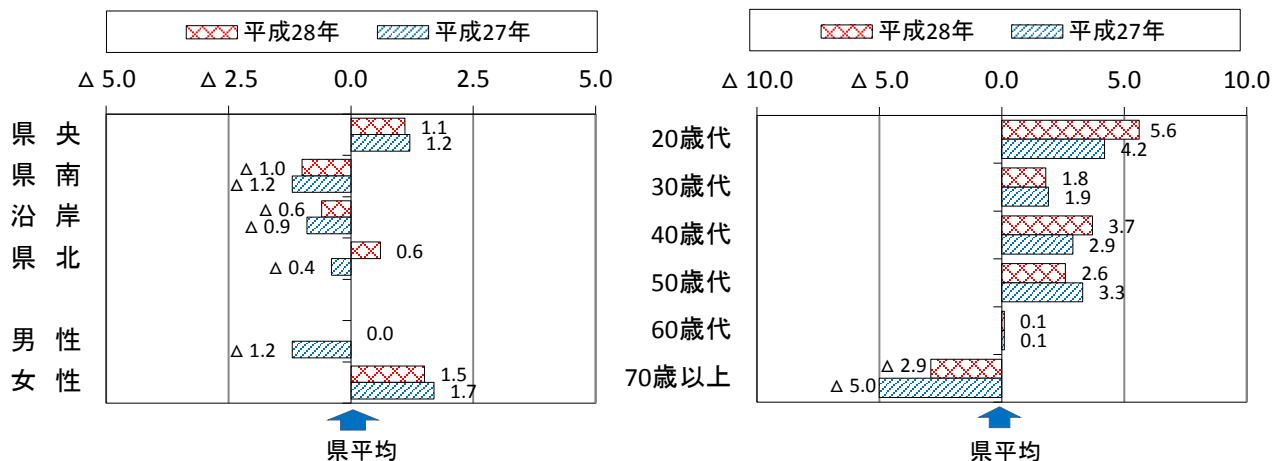 平成28年 平成27年
Δ 5.0 Δ 2.5 0.0 2.5 5.0
県 央 1.1
1.2
県 南 Δ 1.0
Δ 1.2
沿 岸 Δ 0.6
Δ 0.9
県 北 0.6
Δ 0.4
男 性 0.0
Δ 1.2
女 性 1.5
1.7
県平均
平成28年 平成27年
Δ 10.0 Δ 5.0 0.0 5.0 10.0
20歳代 5.6
4.2
30歳代 1.8
1.9
40歳代 3.7
2.9
50歳代 2.6
3.3
60歳代 0.1
0.1
70歳以上 Δ 2.9
Δ 5.0
県平均